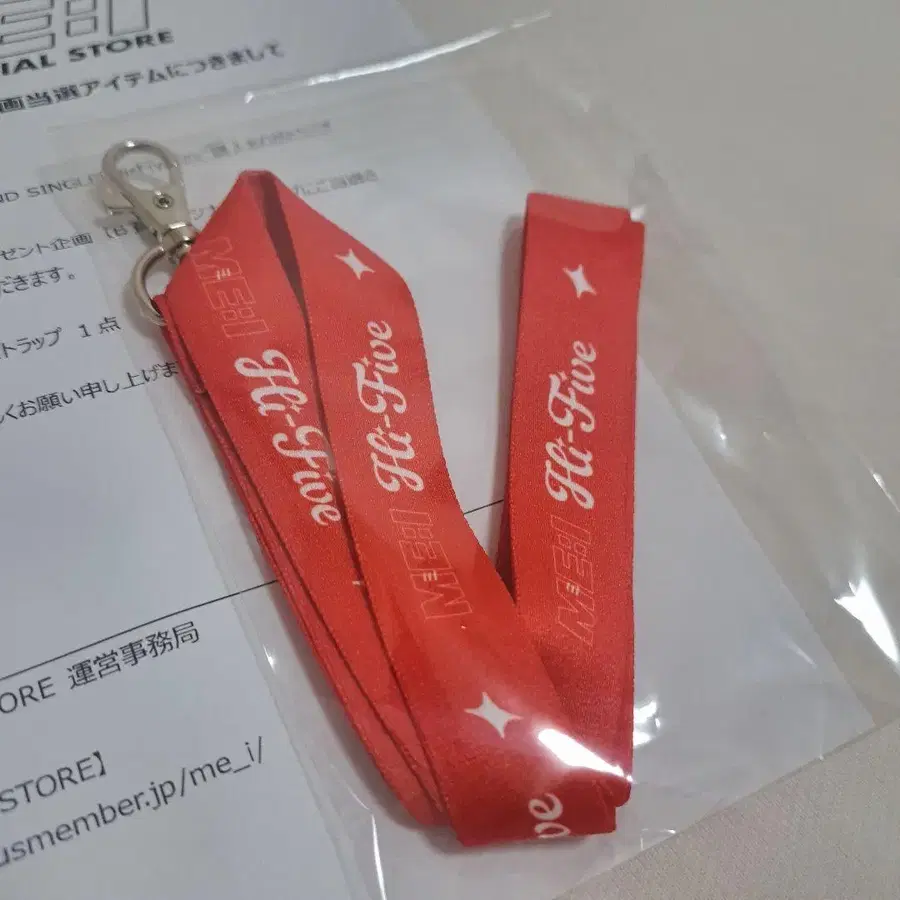 IAL STORE
画当選アイテムにつきまして
ND SINGLE
ゼント企画
だきます。
トラップ 1点
くお願い申し上げま
ORE 運営事務局
STORE】
usmember.jp/me_i/
ME:I
Hi-Five
Hi-Five
ME:I
Hi-Five
ME:I
ve